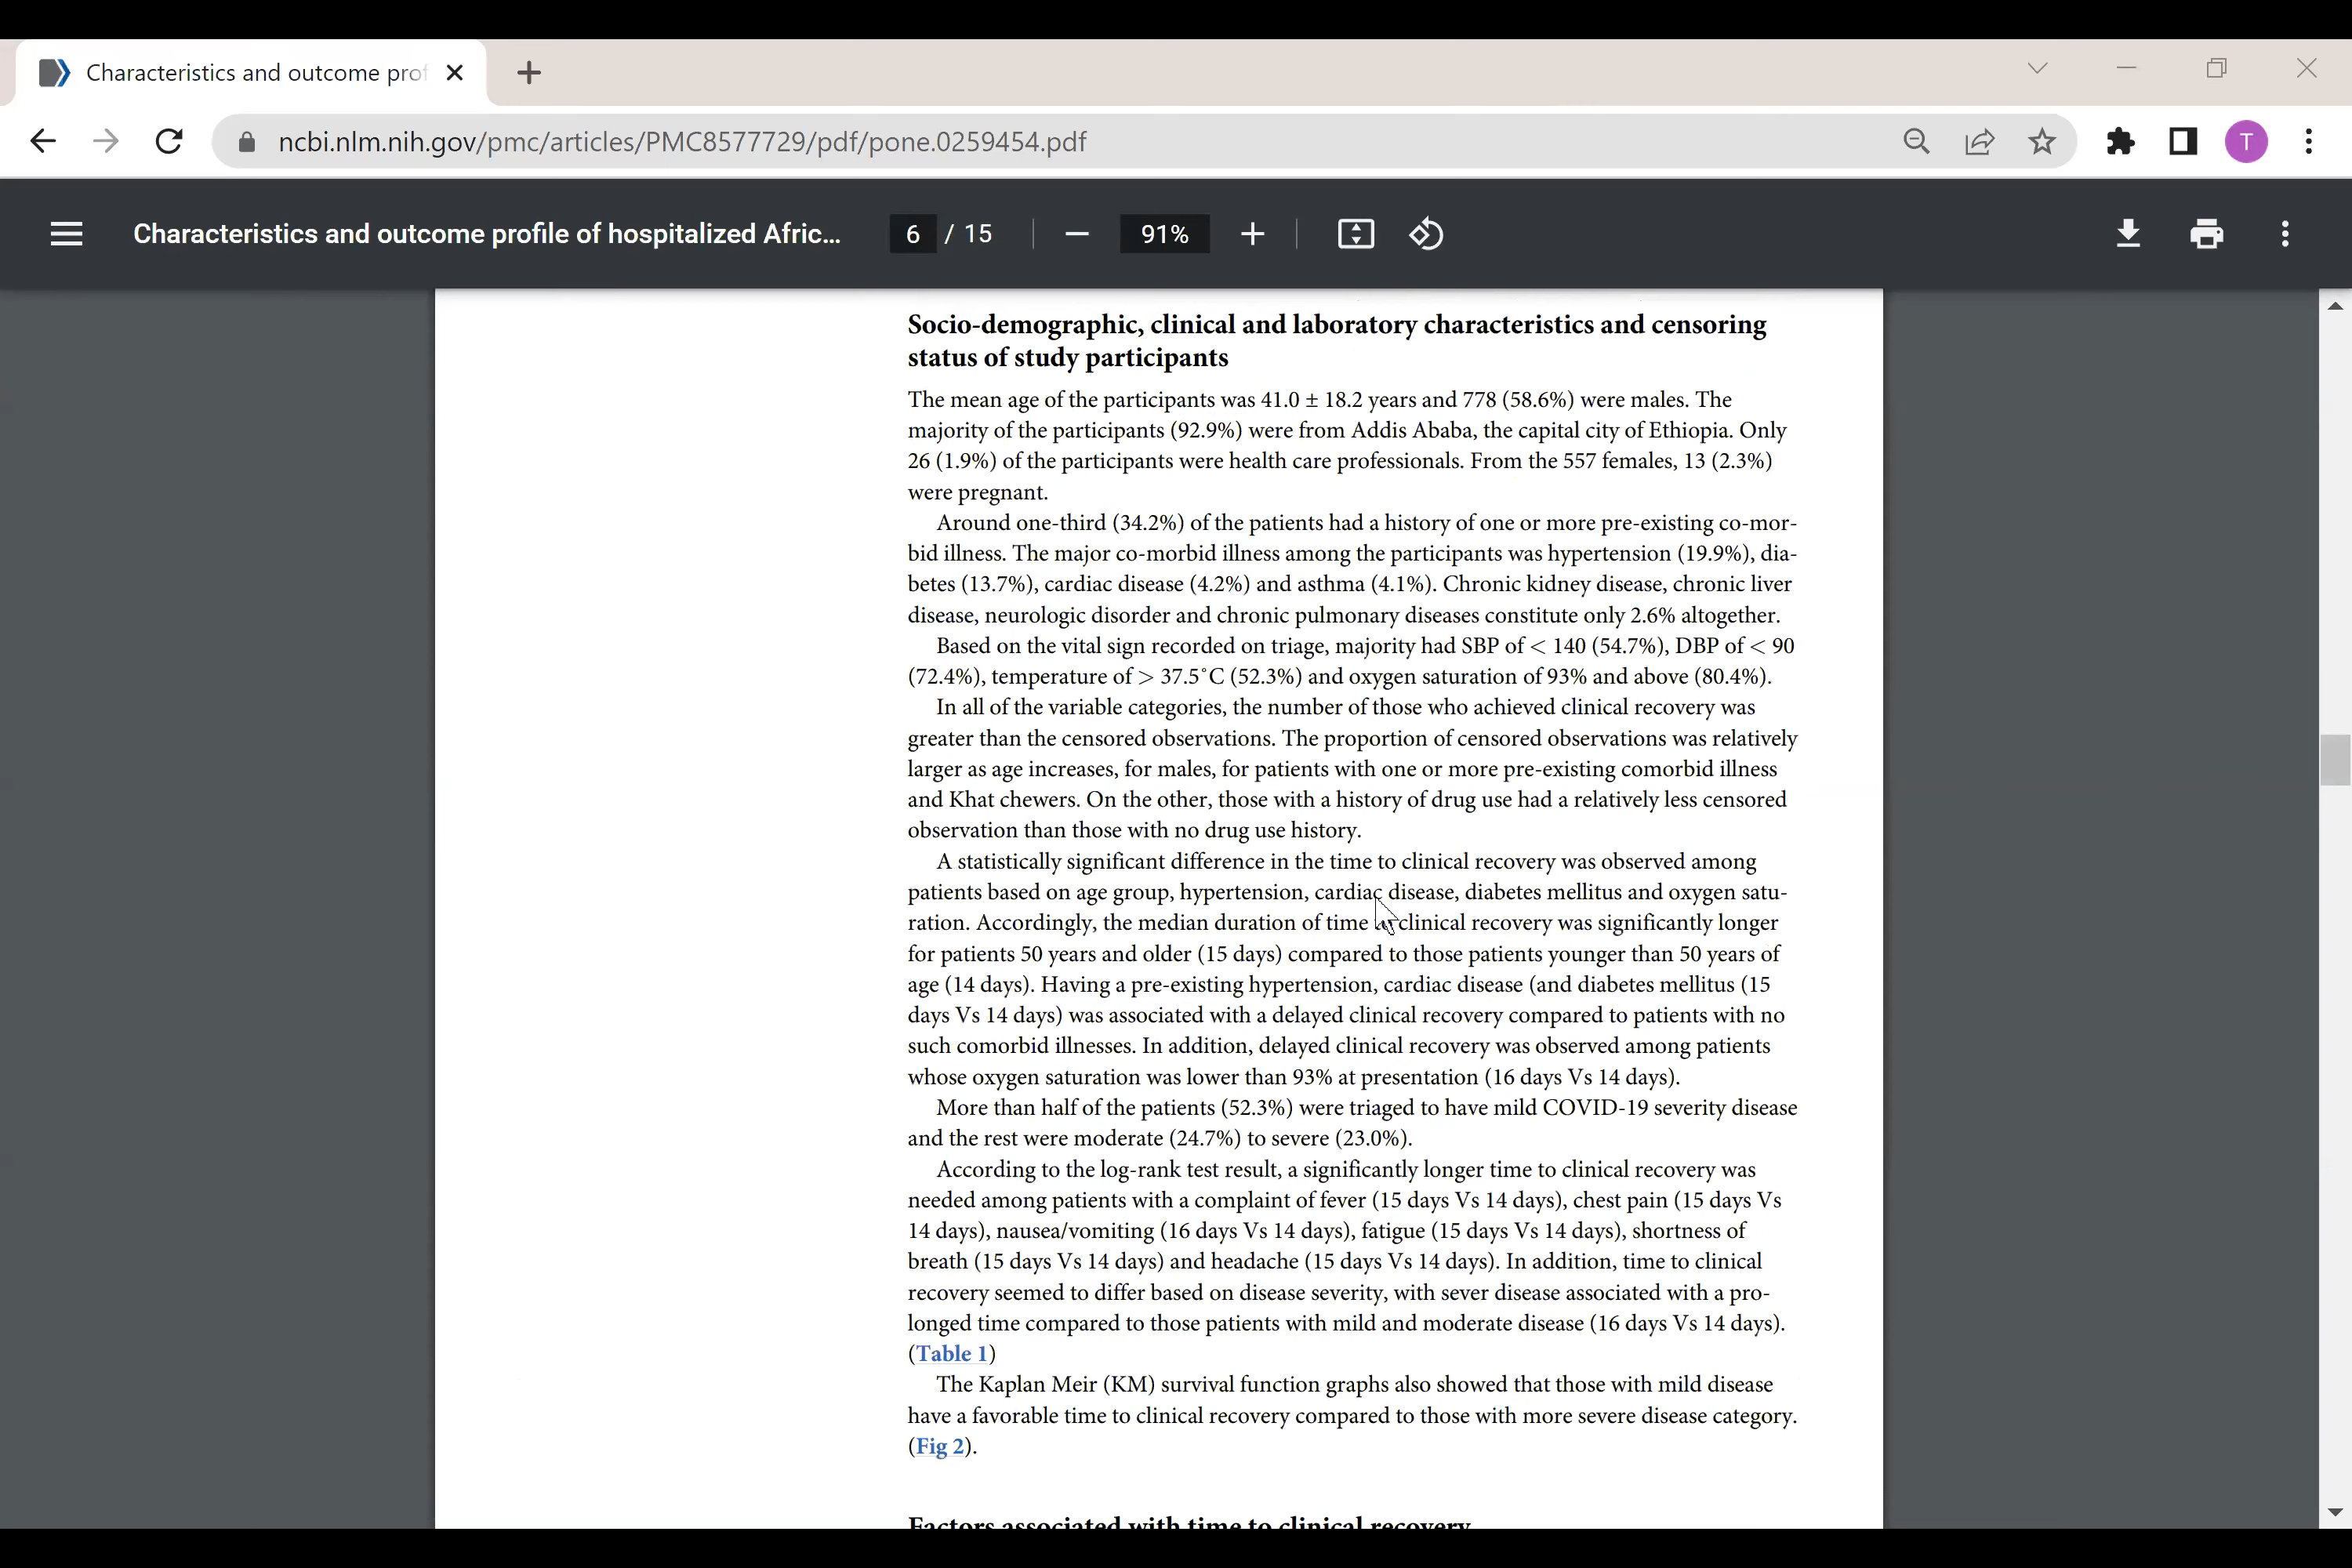 Characteristics and outcome prof
ncbi.nlm.nih.gov/pmc/articles/PMC8577729/pdf/pone.0259454.pdf
T
Characteristics and outcome profile of hospitalized Afric...
6 / 15
91%
Socio-demographic, clinical and laboratory characteristics and censoring
status of study participants
The mean age of the participants was 41.0 ± 18.2 years and 778 (58.6%) were males. The
majority of the participants (92.9%) were from Addis Ababa, the capital city of Ethiopia. Only
26 (1.9%) of the participants were health care professionals. From the 557 females, 13 (2.3%)
were pregnant.
Around one-third (34.2%) of the patients had a history of one or more pre-existing co-mor-
bid illness. The major co-morbid illness among the participants was hypertension (19.9%), dia-
betes (13.7%), cardiac disease (4.2%) and asthma (4.1%). Chronic kidney disease, chronic liver
disease, neurologic disorder and chronic pulmonary diseases constitute only 2.6% altogether.
Based on the vital sign recorded on triage, majority had SBP of < 140 (54.7%), DBP of < 90
(72.4%), temperature of > 37.5˚C (52.3%) and oxygen saturation of 93% and above (80.4%).
In all of the variable categories, the number of those who achieved clinical recovery was
greater than the censored observations. The proportion of censored observations was relatively
larger as age increases, for males, for patients with one or more pre-existing comorbid illness
and Khat chewers. On the other, those with a history of drug use had a relatively less censored
observation than those with no drug use history.
A statistically significant difference in the time to clinical recovery was observed among
patients based on age group, hypertension, cardiac disease, diabetes mellitus and oxygen satu-
ration. Accordingly, the median duration of time clinical recovery was significantly longer
for patients 50 years and older (15 days) compared to those patients younger than 50 years of
age (14 days). Having a pre-existing hypertension, cardiac disease (and diabetes mellitus (15
days Vs 14 days) was associated with a delayed clinical recovery compared to patients with no
such comorbid illnesses. In addition, delayed clinical recovery was observed among patients
whose oxygen saturation was lower than 93% at presentation (16 days Vs 14 days).
More than half of the patients (52.3%) were triaged to have mild COVID-19 severity disease
and the rest were moderate (24.7%) to severe (23.0%).
According to the log-rank test result, a significantly longer time to clinical recovery was
needed among patients with a complaint of fever (15 days Vs 14 days), chest pain (15 days Vs
14 days), nausea/vomiting (16 days Vs 14 days), fatigue (15 days Vs 14 days), shortness of
breath (15 days Vs 14 days) and headache (15 days Vs 14 days). In addition, time to clinical
recovery seemed to differ based on disease severity, with sever disease associated with a pro-
longed time compared to those patients with mild and moderate disease (16 days Vs 14 days).
(Table 1)
The Kaplan Meir (KM) survival function graphs also showed that those with mild disease
have a favorable time to clinical recovery compared to those with more severe disease category.
(Fig 2).
Factors associated with time to clinical recovery